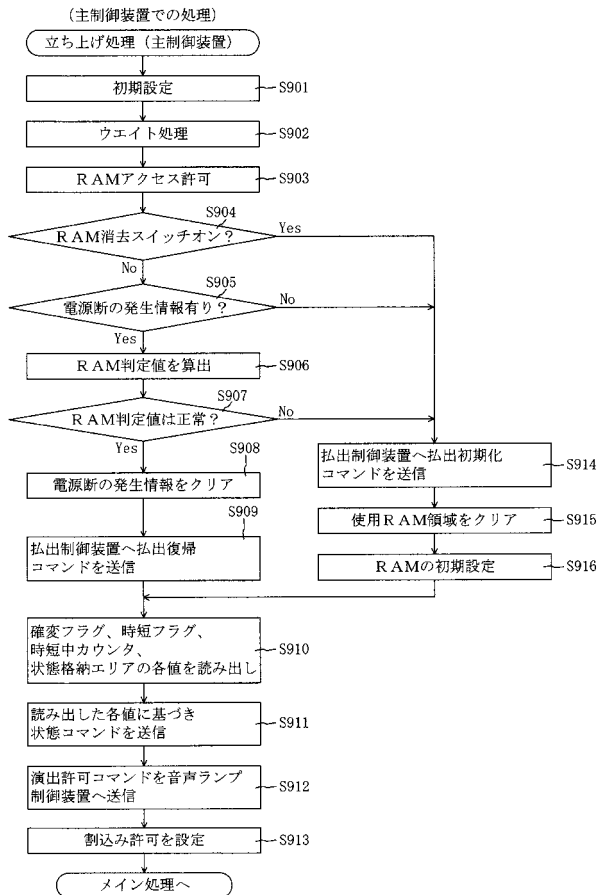 （主制御装置での処理）
立ち上げ処理（主制御装置）
初期設定
S901
ウエイト処理
S902
ＲＡＭアクセス許可
S903
S904
ＲＡＭ消去スイッチオン？
Yes
No
S905
電源断の発生情報有り？
No
Yes
ＲＡＭ判定値を算出
S906
S907
ＲＡＭ判定値は正常？
No
Yes
S908
電源断の発生情報をクリア
S909
払出制御装置へ払出復帰
コマンドを送信
払出制御装置へ払出初期化
コマンドを送信
S914
使用ＲＡＭ領域をクリア
S915
ＲＡＭの初期設定
S916
確変フラグ、時短フラグ、
時短中カウンタ、
状態格納エリアの各値を読み出し
S910
読み出した各値に基づき
状態コマンドを送信
S911
演出許可コマンドを音声ランプ
制御装置へ送信
S912
割込み許可を設定
S913
メイン処理へ